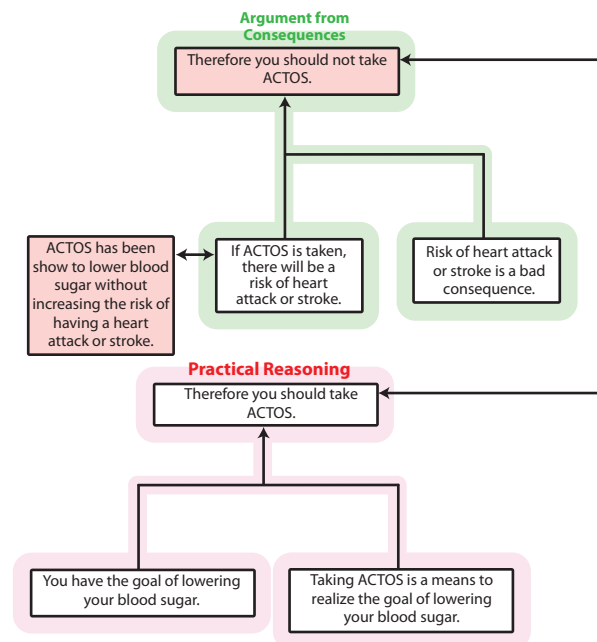 Argument from
Consequences
Therefore you should not take
ACTOS.
ACTOS has been
show to lower blood
sugar without
increasing the risk of
having a heart
attack or stroke.
If ACTOS is taken,
there will be a
risk of heart
attack or stroke.
Risk of heart attack
or stroke is a bad
consequence.
Practical Reasoning
Therefore you should take
ACTOS.
You have the goal of lowering
your blood sugar.
Taking ACTOS is a means to
realize the goal of lowering
your blood sugar.